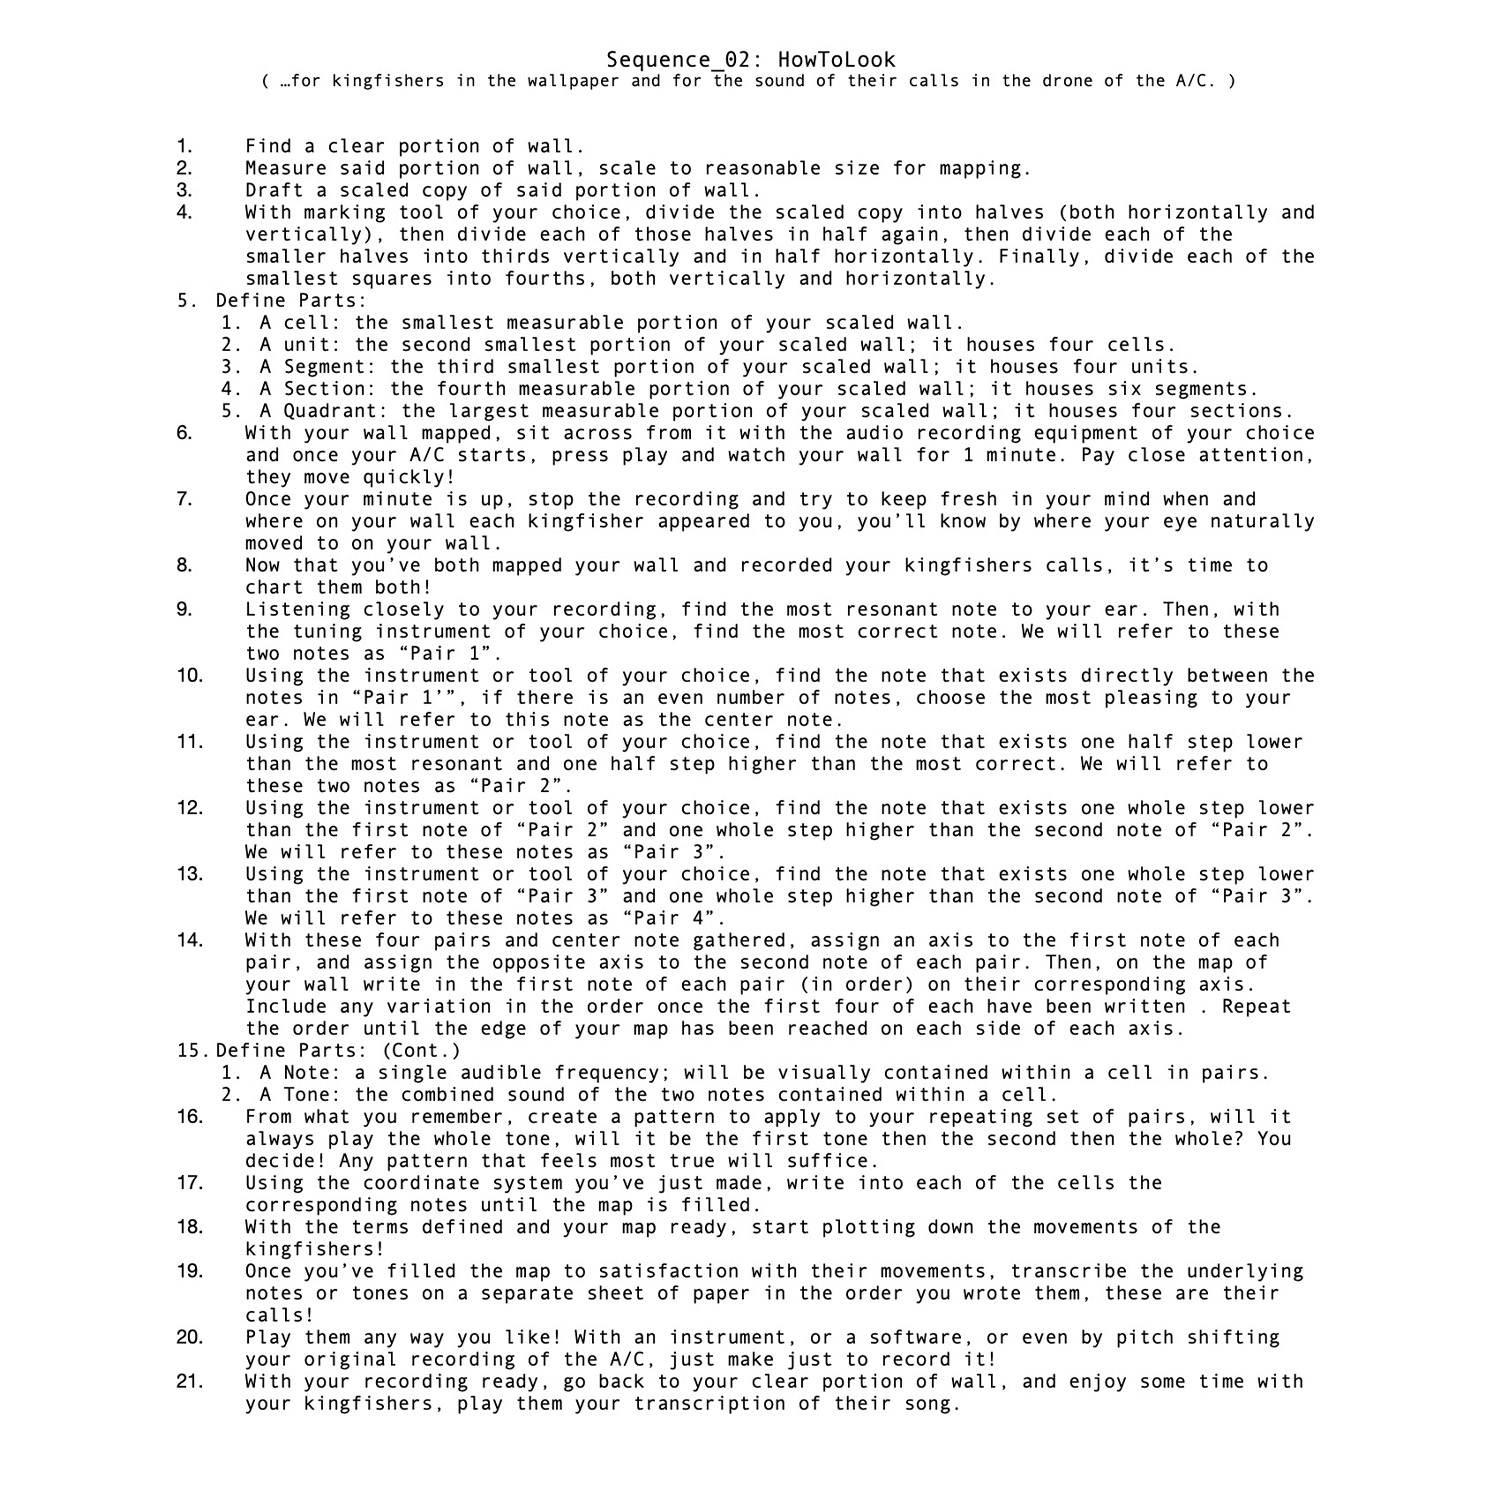 Sequence_02: HowToLook
( …for kingfishers in the wallpaper and for the sound of their calls in the drone of the A/C. )
1. Find a clear portion of wall.
2. Measure said portion of wall, scale to reasonable size for mapping.
3. Draft a scaled copy of said portion of wall.
4. With marking tool of your choice, divide the scaled copy into halves (both horizontally and
vertically), then divide each of those halves in half again, then divide each of the
smaller halves into thirds vertically and in half horizontally. Finally, divide each of the
smallest squares into fourths, both vertically and horizontally.
5. Define Parts:
1. A cell: the smallest measurable portion of your scaled wall.
2. A unit: the second smallest portion of your scaled wall; it houses four cells.
3. A Segment: the third smallest portion of your scaled wall; it houses four units.
4. A Section: the fourth measurable portion of your scaled wall; it houses six segments.
5. A Quadrant: the largest measurable portion of your scaled wall; it houses four sections.
6. With your wall mapped, sit across from it with the audio recording equipment of your choice
and once your A/C starts, press play and watch your wall for 1 minute. Pay close attention,
they move quickly!
7. Once your minute is up, stop the recording and try to keep fresh in your mind when and
where on your wall each kingfisher appeared to you, you’ll know by where your eye naturally
moved to on your wall.
8. Now that you’ve both mapped your wall and recorded your kingfishers calls, it’s time to
chart them both!
9. Listening closely to your recording, find the most resonant note to your ear. Then, with
the tuning instrument of your choice, find the most correct note. We will refer to these
two notes as “Pair 1”.
10. Using the instrument or tool of your choice, find the note that exists directly between the
notes in “Pair 1’”, if there is an even number of notes, choose the most pleasing to your
ear. We will refer to this note as the center note.
11. Using the instrument or tool of your choice, find the note that exists one half step lower
than the most resonant and one half step higher than the most correct. We will refer to
these two notes as “Pair 2”.
12. Using the instrument or tool of your choice, find the note that exists one whole step lower
than the first note of “Pair 2” and one whole step higher than the second note of “Pair 2”.
We will refer to these notes as “Pair 3”.
13. Using the instrument or tool of your choice, find the note that exists one whole step lower
than the first note of “Pair 3” and one whole step higher than the second note of “Pair 3”.
We will refer to these notes as “Pair 4”.
14. With these four pairs and center note gathered, assign an axis to the first note of each
pair, and assign the opposite axis to the second note of each pair. Then, on the map of
your wall write in the first note of each pair (in order) on their corresponding axis.
Include any variation in the order once the first four of each have been written . Repeat
the order until the edge of your map has been reached on each side of each axis.
15. Define Parts: (Cont.)
1. A Note: a single audible frequency; will be visually contained within a cell in pairs.
2. A Tone: the combined sound of the two notes contained within a cell.
16. From what you remember, create a pattern to apply to your repeating set of pairs, will it
always play the whole tone, will it be the first tone then the second then the whole? You
decide! Any pattern that feels most true will suffice.
17. Using the coordinate system you’ve just made, write into each of the cells the
corresponding notes until the map is filled.
18. With the terms defined and your map ready, start plotting down the movements of the
kingfishers!
19. Once you’ve filled the map to satisfaction with their movements, transcribe the underlying
notes or tones on a separate sheet of paper in the order you wrote them, these are their
calls!
20. Play them any way you like! With an instrument, or a software, or even by pitch shifting
your original recording of the A/C, just make just to record it!
21. With your recording ready, go back to your clear portion of wall, and enjoy some time with
your kingfishers, play them your transcription of their song.